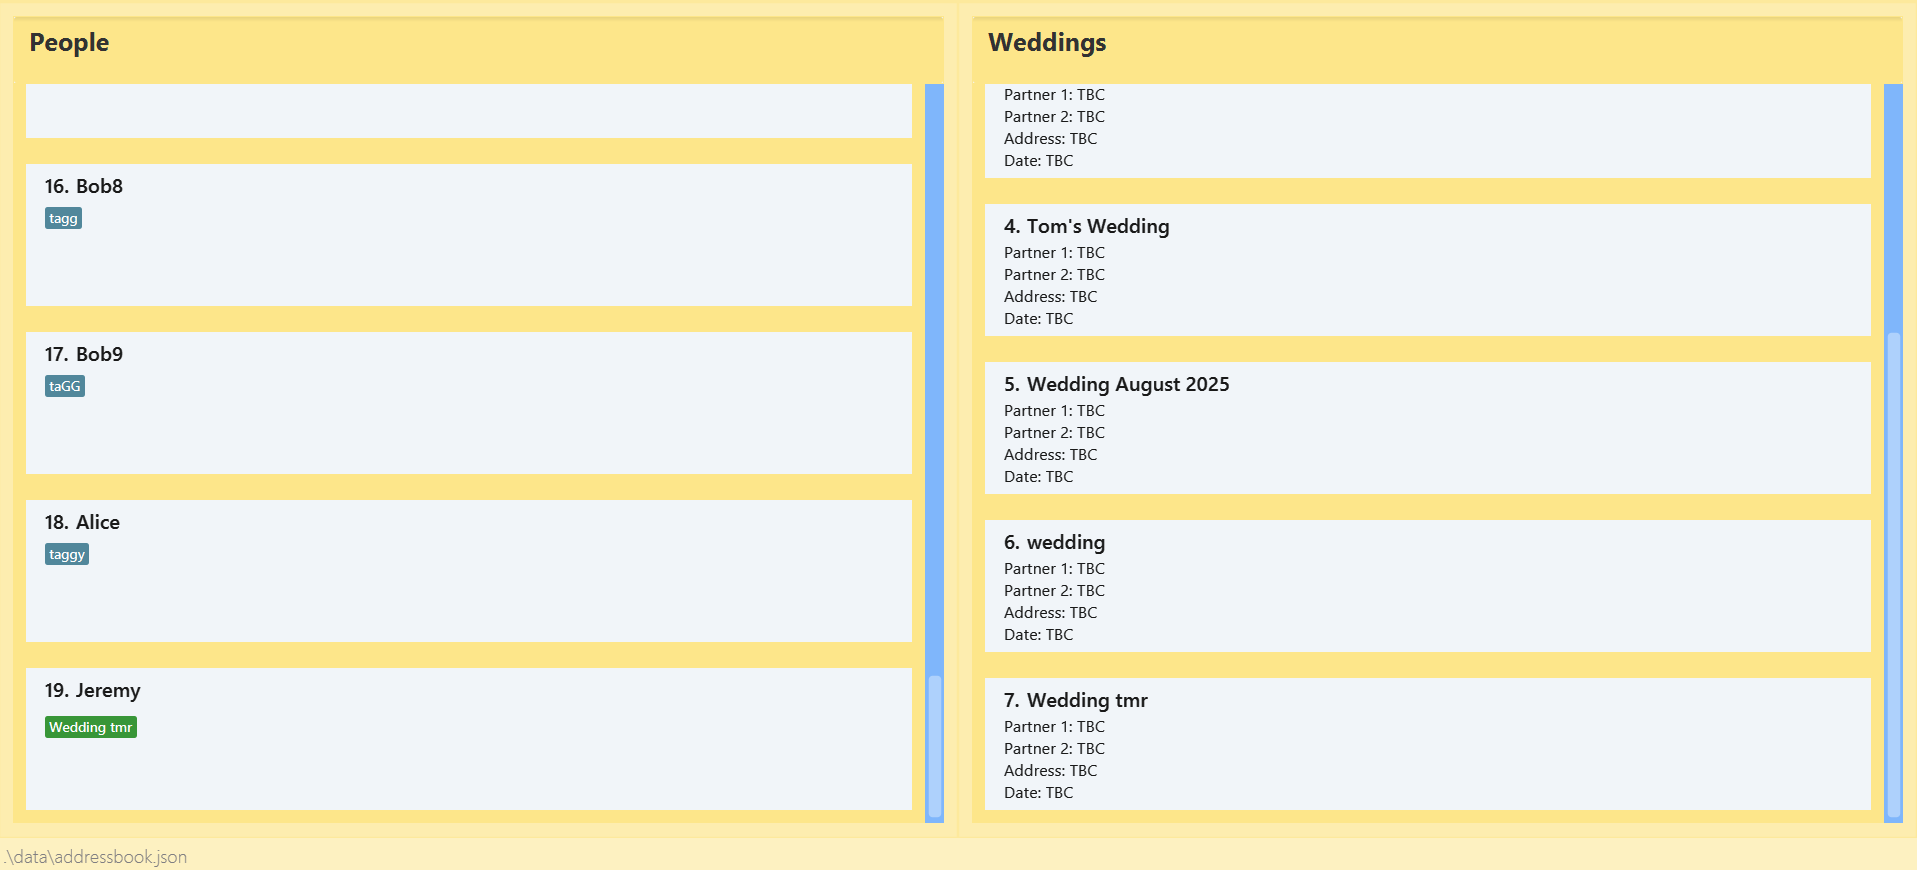 People
16. Bob8
tagg
17. Bob9
taGG
18. Alice
taggy
19. Jeremy
Wedding tmr
Weddings
Partner 1: TBC
Partner 2: TBC
Address: TBC
Date: TBC
4. Tom's Wedding
Partner 1: TBC
Partner 2: TBC
Address: TBC
Date: TBC
5. Wedding August 2025
Partner 1: TBC
Partner 2: TBC
Address: TBC
Date: TBC
6. wedding
Partner 1: TBC
Partner 2: TBC
Address: TBC
Date: TBC
7. Wedding tmr
Partner 1: TBC
Partner 2: TBC
Address: TBC
Date: TBC
.\data\addressbook.json